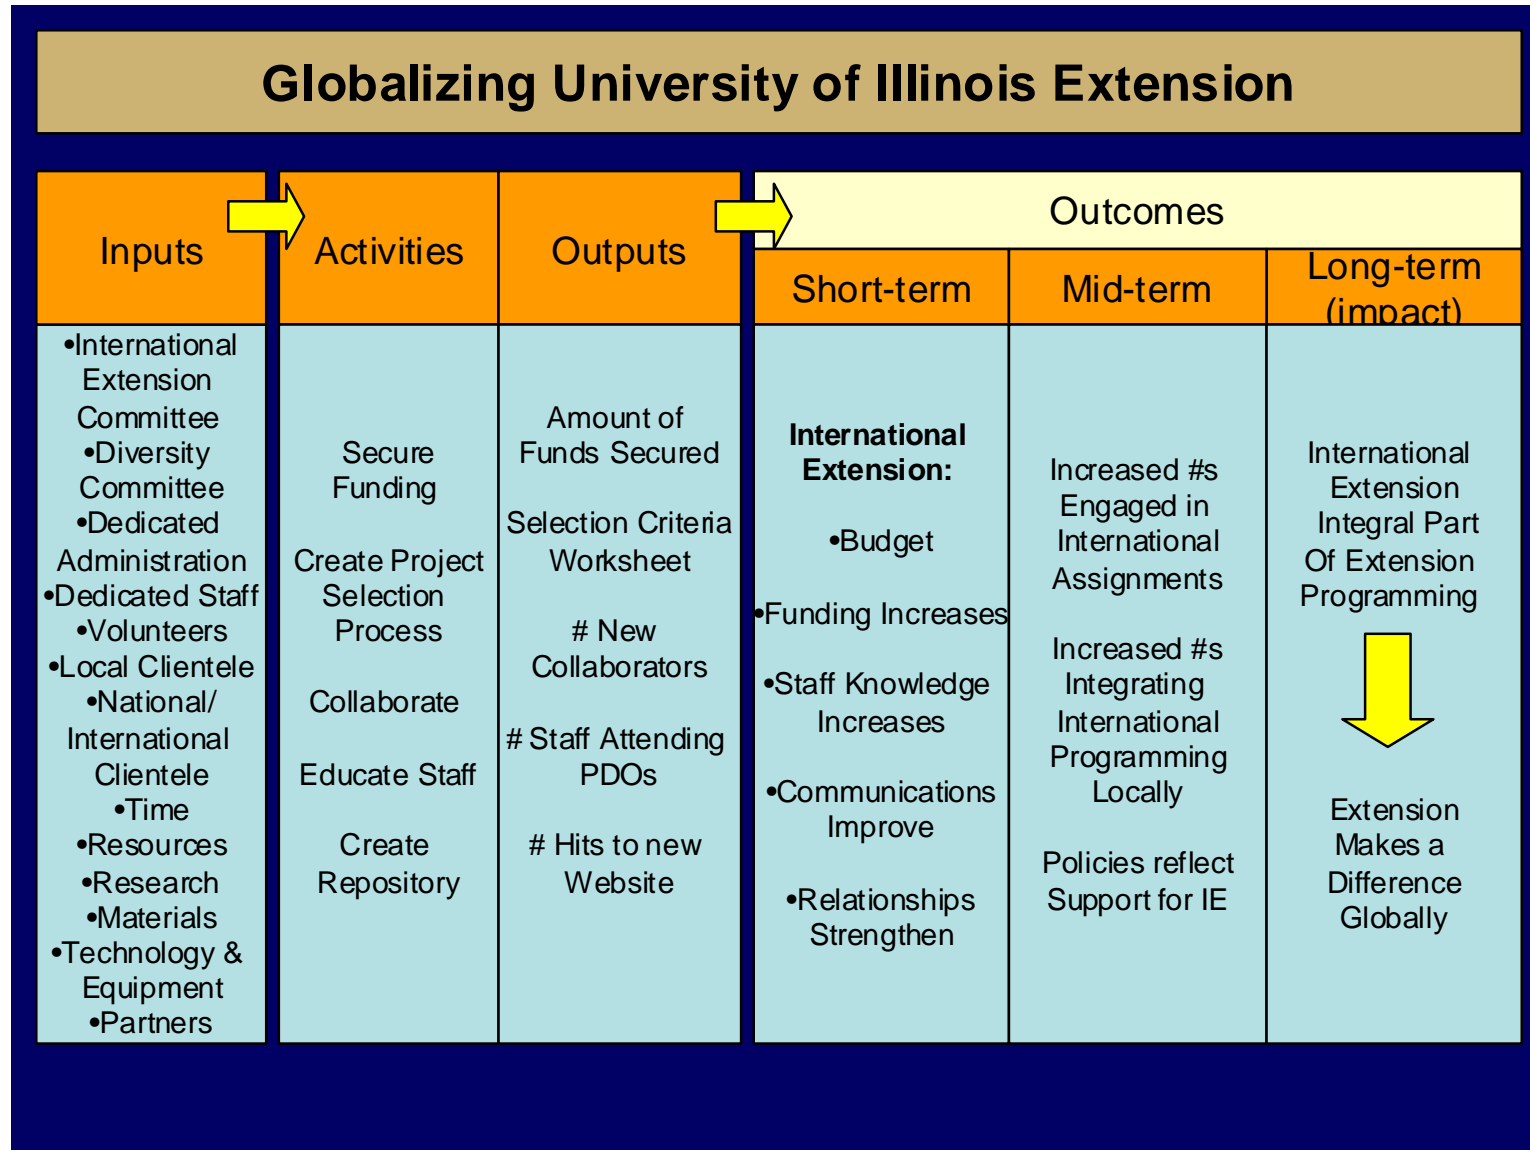 Globalizing University of Illinois Extension
Inputs
•International
Extension
Committee
•Diversity
Committee
•Dedicated
Administration
•Dedicated Staff
•Volunteers
•Local Clientele
•National/
International
Clientele
•Time
•Resources
•Research
•Materials
•Technology &
Equipment
•Partners
Activities
Secure
Funding
Create Project
Selection
Process
Collaborate
Educate Staff
Create
Repository
Outputs
Amount of
Funds Secured
Selection Criteria
Worksheet
# New
Collaborators
# Staff Attending
PDOs
# Hits to new
Website
Outcomes
Short-term
International
Extension:
•Budget
•Funding Increases
•Staff Knowledge
Increases
•Communications
Improve
•Relationships
Strengthen
Mid-term
Increased #s
Engaged in
International
Assignments
Increased #s
Integrating
International
Programming
Locally
Policies reflect
Support for IE
Long-term
(impact)
International
Extension
Integral Part
Of Extension
Programming
Extension
Makes a
Difference
Globally